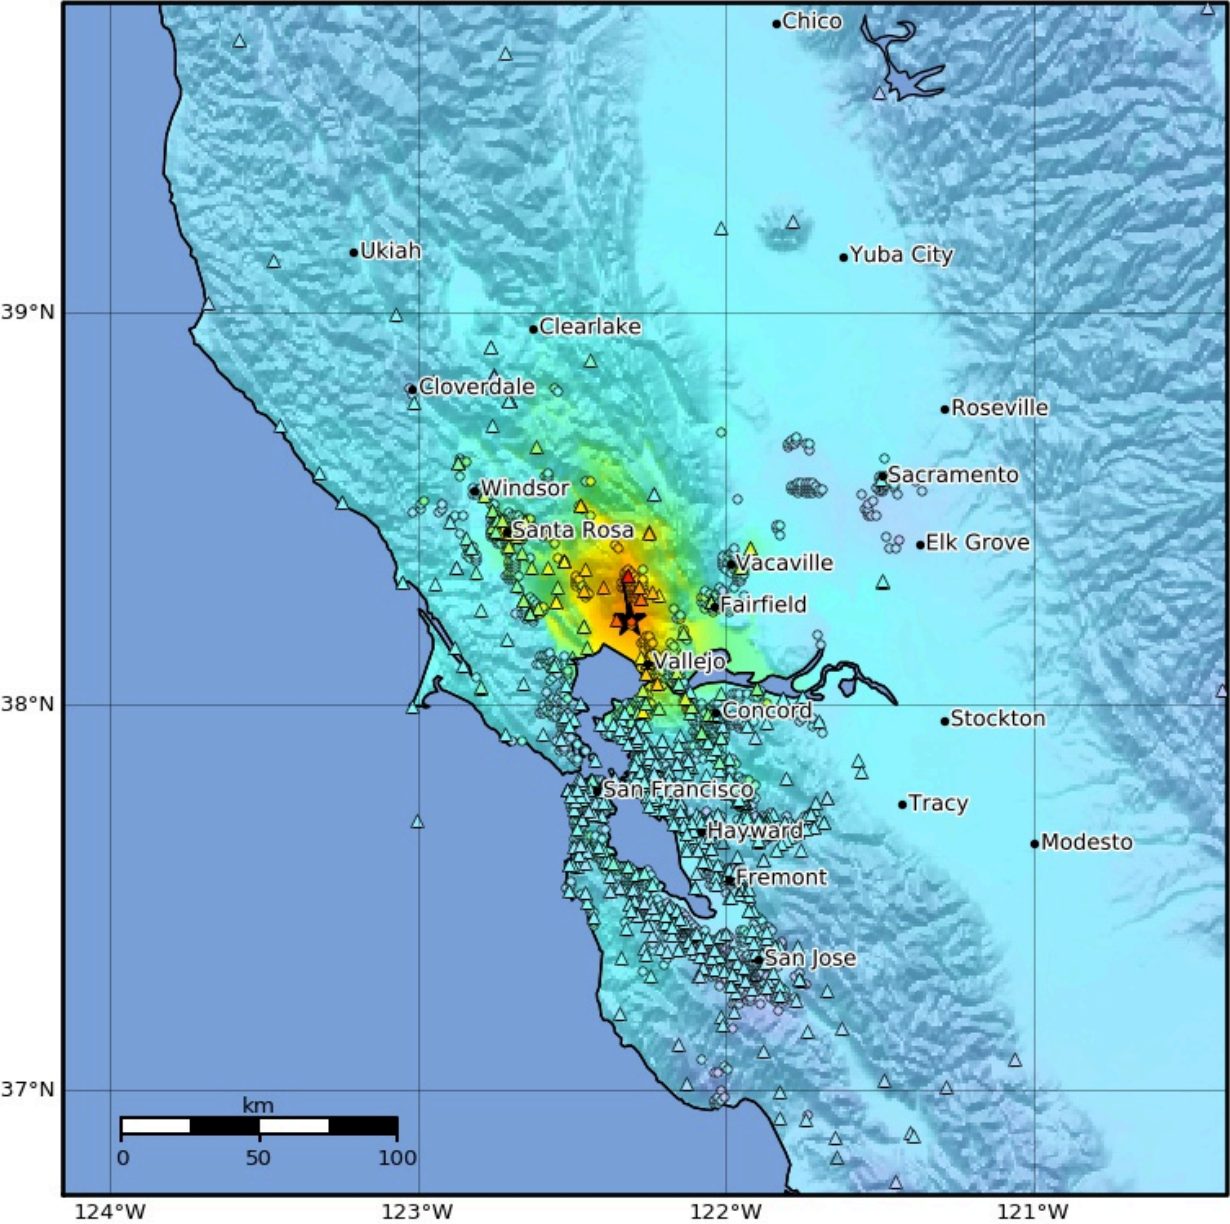 Chico
Ukiah
Yuba City
39°N
Clearlake
Cloverdale
Roseville
Sacramento
Windsor
Santa Rosa
Elk Grove
Vacaville
Fairfield
Vallejo
38°N
Concord
Stockton
San Francisco
Tracy
Hayward
Modesto
Fremont
San Jose
37°N
km
0 50 100
124°W 123°W 122°W 121°W